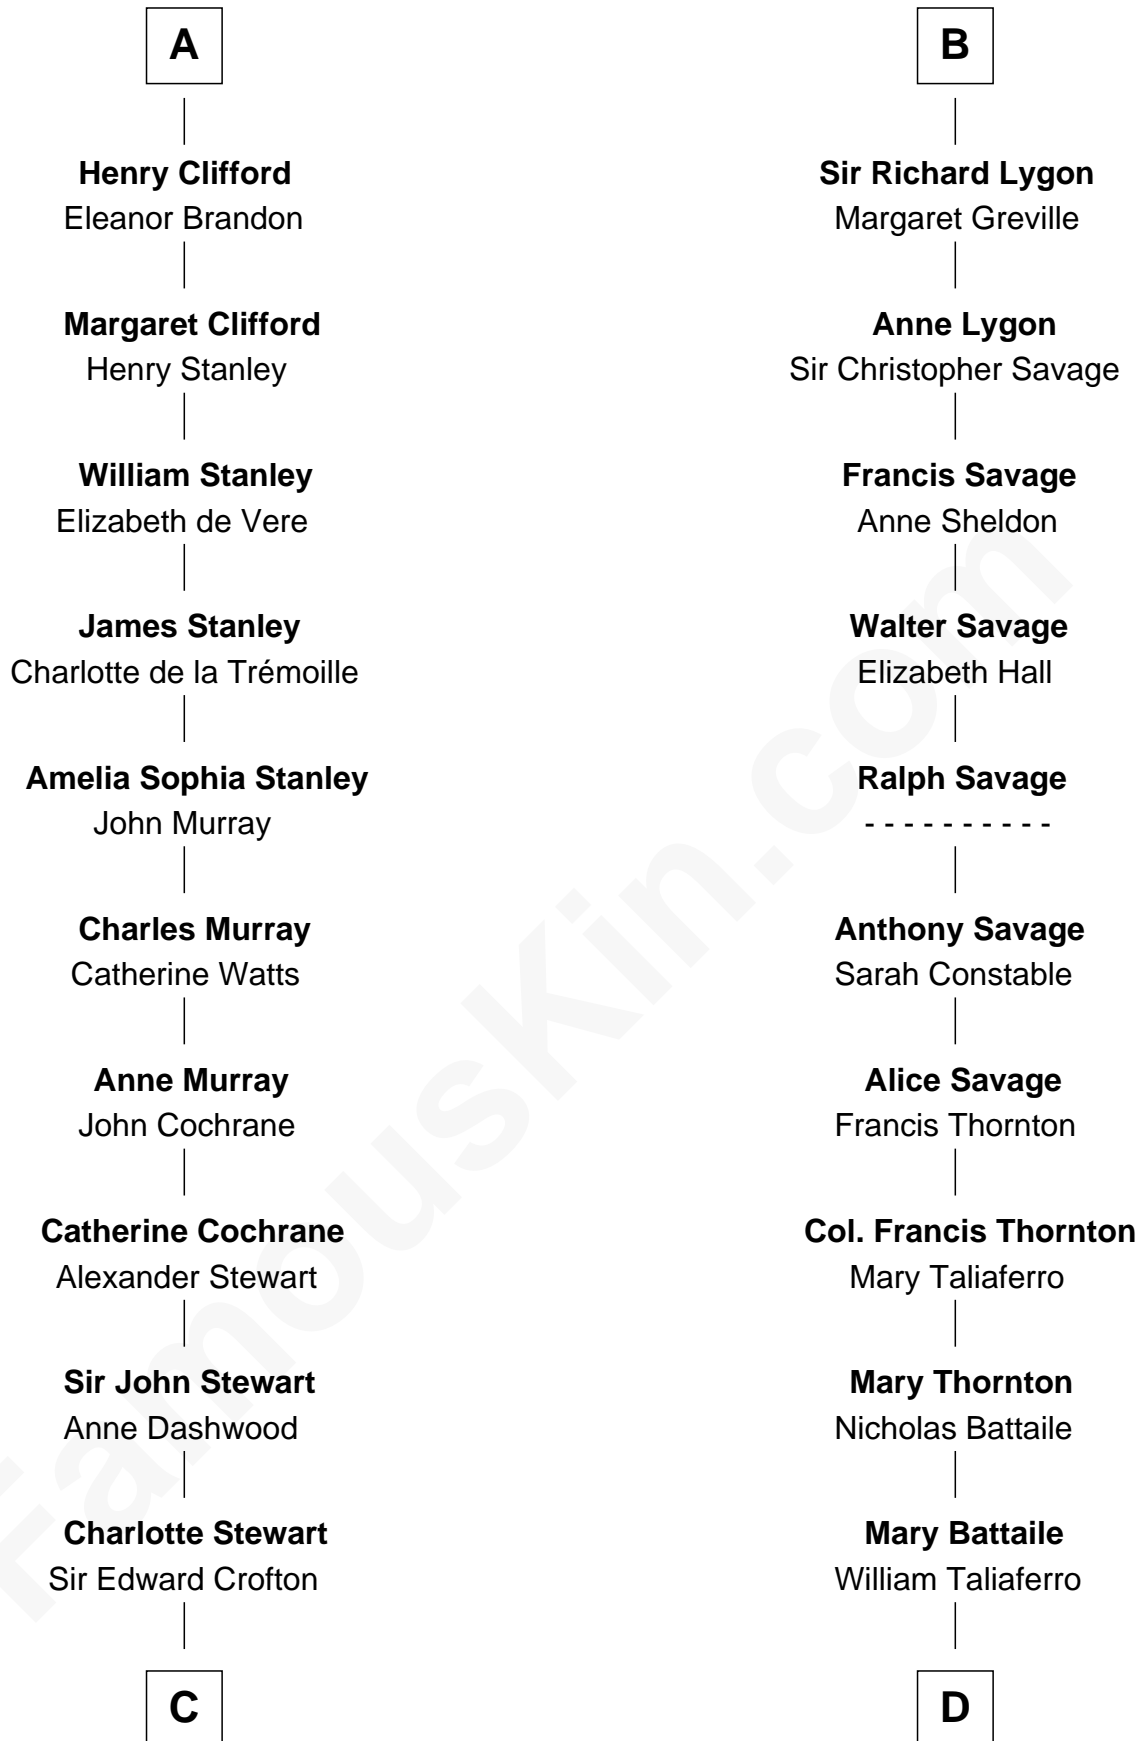 A
Henry Clifford
Eleanor Brandon
Margaret Clifford
Henry Stanley
William Stanley
Elizabeth de Vere
James Stanley
Charlotte de la Trémoille
Amelia Sophia Stanley
John Murray
Charles Murray
Catherine Watts
Anne Murray
John Cochrane
Catherine Cochrane
Alexander Stewart
Sir John Stewart
Anne Dashwood
Charlotte Stewart
Sir Edward Crofton
C
B
Sir Richard Lygon
Margaret Greville
Anne Lygon
Sir Christopher Savage
Francis Savage
Anne Sheldon
Walter Savage
Elizabeth Hall
Ralph Savage
- - - - - - - - - -
Anthony Savage
Sarah Constable
Alice Savage
Francis Thornton
Col. Francis Thornton
Mary Taliaferro
Mary Thornton
Nicholas Battaile
Mary Battaile
William Taliaferro
D
FamousKin.com